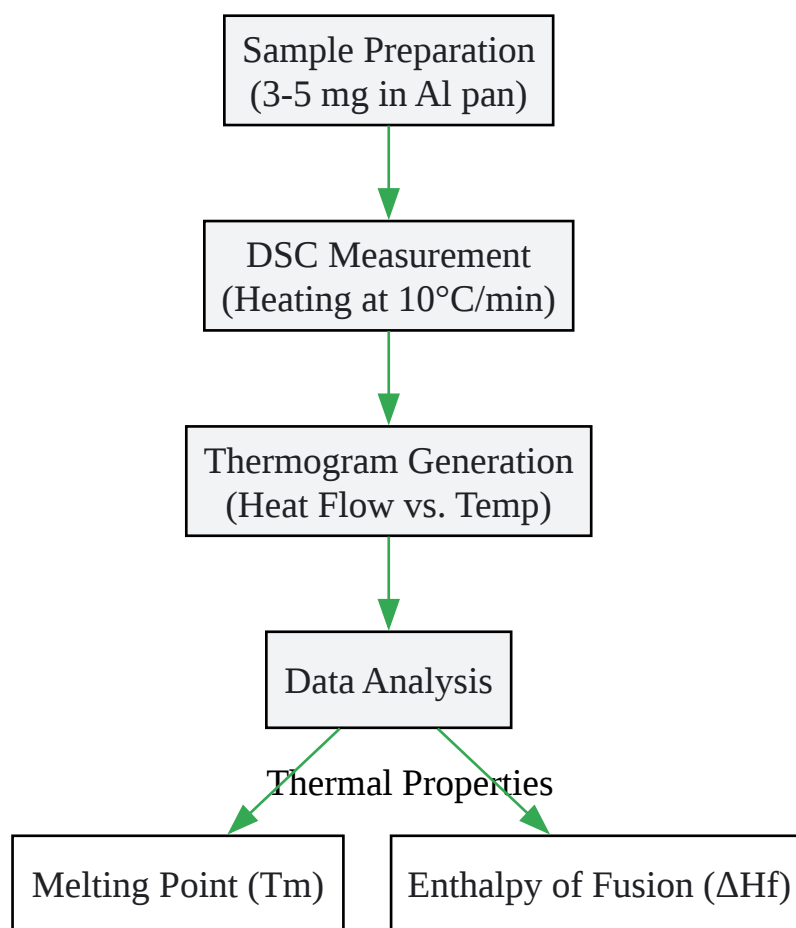 Sample Preparation
(3-5 mg in Al pan)
DSC Measurement
(Heating at 10°C/min)
Thermogram Generation
(Heat Flow vs. Temp)
Data Analysis
Thermal Properties
Melting Point (Tm)
Enthalpy of Fusion (ΔHf)